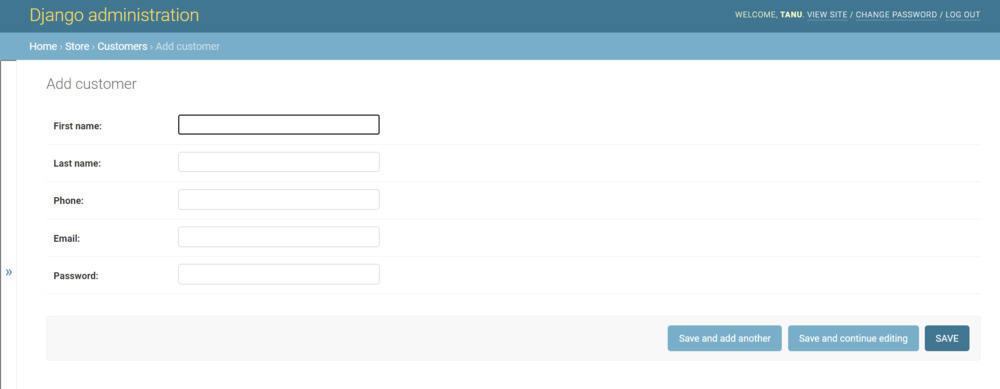 Django administration
WELCOME, TANU. VIEW SITE / CHANGE PASSWORD / LOG OUT
Home › Store › Customers › Add customer
Add customer
First name:
Last name:
Phone:
Email:
Password:
»
Save and add another
Save and continue editing
SAVE